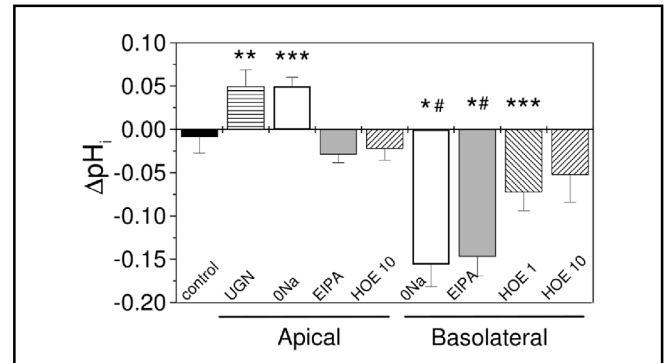 0.10
0.05
0.00
-0.05
-0.10
-0.15
-0.20
ΔpHi
** ***
*# *# ***
control UGN 0Na EIPA HOE 10 0Na EIPA HOE 1 HOE 10
Apical Basolateral